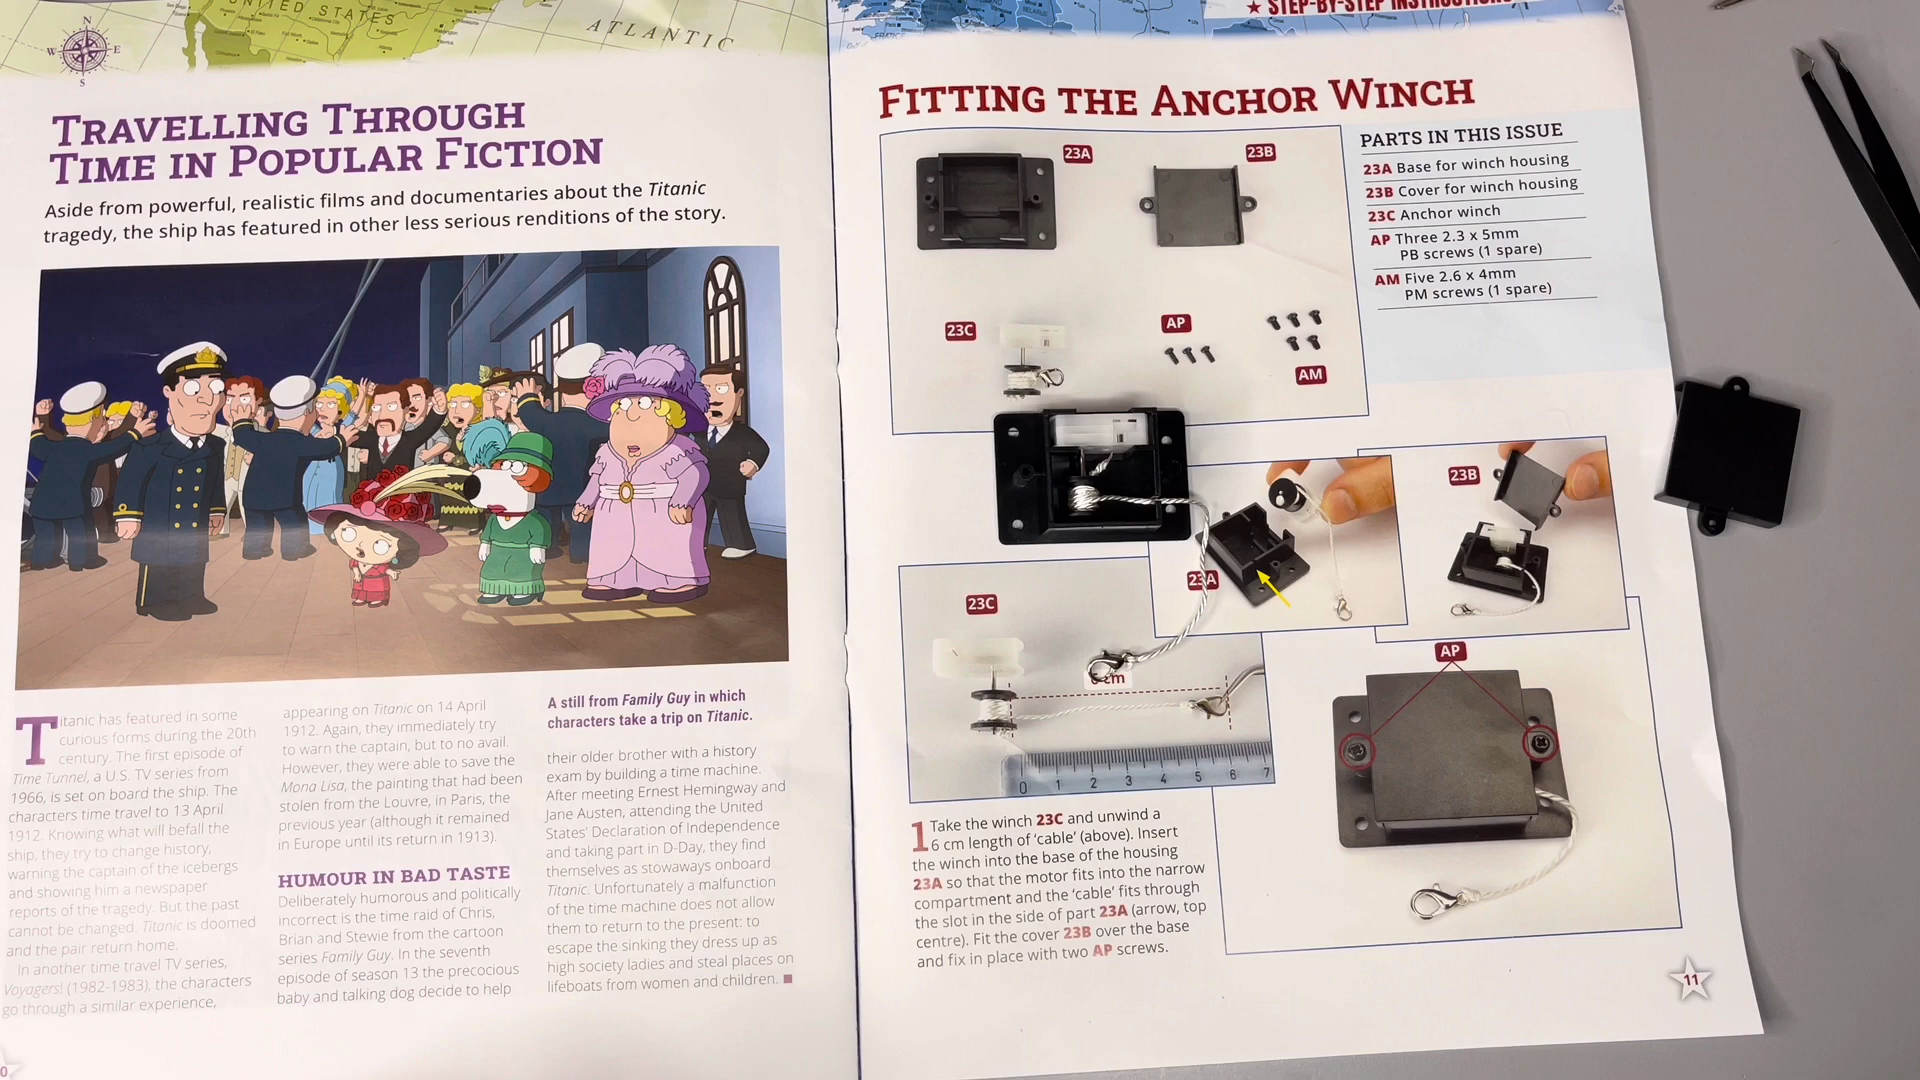 N
W
E
S
UNITED STATES
ATLANTIC
TRAVELLING THROUGH
TIME IN POPULAR FICTION
Aside from powerful, realistic films and documentaries about the Titanic
tragedy, the ship has featured in other less serious renditions of the story.
Titanic has featured in some
curious forms during the 20th
century. The first episode of
Time Tunnel, a U.S. TV series from
1966, is set on board the ship. The
characters time travel to 13 April
1912. Knowing what will befall the
ship, they try to change history,
warning the captain of the icebergs
and showing him a newspaper
reports of the tragedy. But the past
cannot be changed. Titanic is doomed
and the pair return home.
In another time travel TV series,
Voyagers! (1982-1983), the characters
go through a similar experience,
appearing on Titanic on 14 April
1912. Again, they immediately try
to warn the captain, but to no avail.
However, they were able to save the
Mona Lisa, the painting that had been
stolen from the Louvre, in Paris, the
previous year (although it remained
in Europe until its return in 1913).
HUMOUR IN BAD TASTE
Deliberately humorous and politically
incorrect is the time raid of Chris,
Brian and Stewie from the cartoon
series Family Guy. In the seventh
episode of season 13 the precocious
baby and talking dog decide to help
A still from Family Guy in which
characters take a trip on Titanic.
their older brother with a history
exam by building a time machine.
After meeting Ernest Hemingway and
Jane Austen, attending the United
States' Declaration of Independence
and taking part in D-Day, they find
themselves as stowaways onboard
Titanic. Unfortunately a malfunction
of the time machine does not allow
them to return to the present: to
escape the sinking they dress up as
high society ladies and steal places on
lifeboats from women and children. ■
0
★ STEP-BY-STEP INSTRUCTIONS
FITTING THE ANCHOR WINCH
23A
23B
23C
AP
AM
PARTS IN THIS ISSUE
23A Base for winch housing
23B Cover for winch housing
23C Anchor winch
AP Three 2.3 x 5mm
PB screws (1 spare)
AM Five 2.6 x 4mm
PM screws (1 spare)
23A
23B
23C
cm
0 1 2 3 4 5 6 7
AP
1 Take the winch 23C and unwind a
6 cm length of 'cable' (above). Insert
the winch into the base of the housing
23A so that the motor fits into the narrow
compartment and the 'cable' fits through
the slot in the side of part 23A (arrow, top
centre). Fit the cover 23B over the base
and fix in place with two AP screws.
11